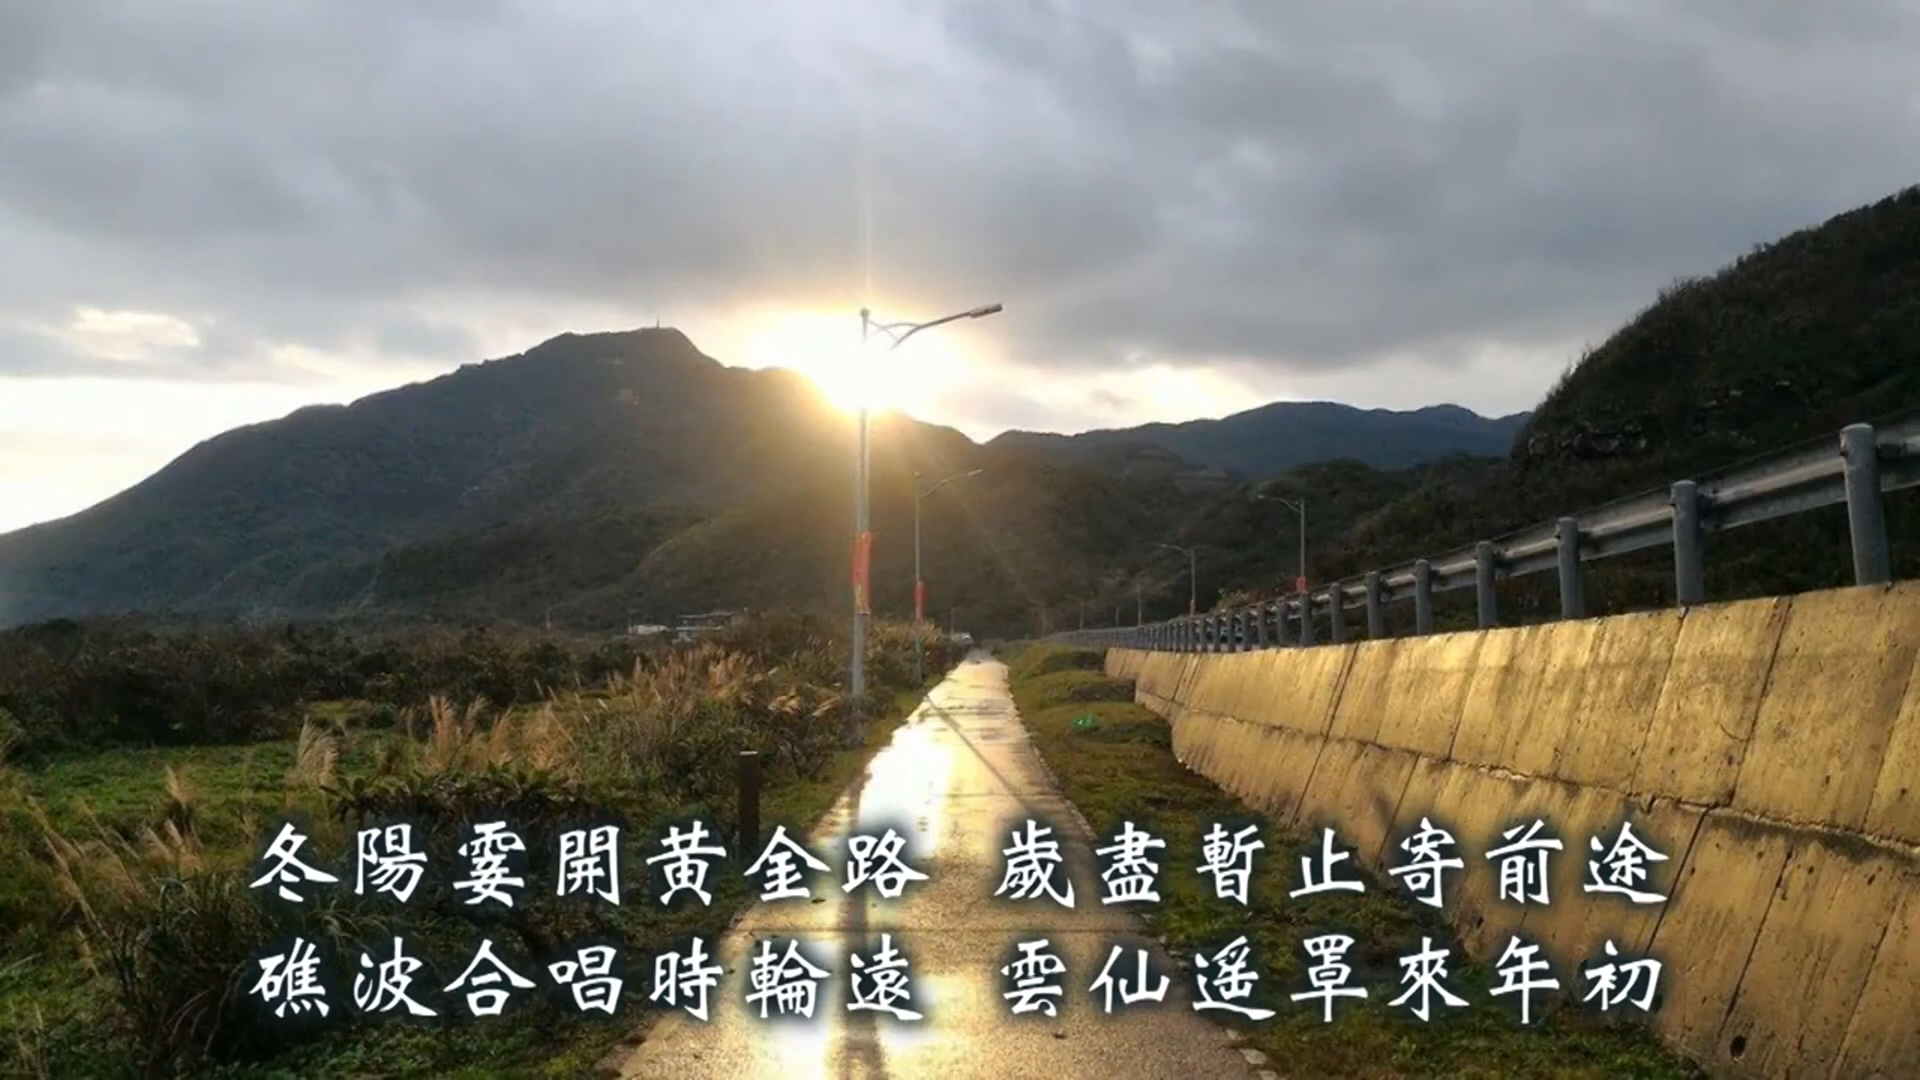 冬陽霎開黃金路 歲盡暫止寄前途
礁波合唱時輪遠 雲仙遙罩來年初